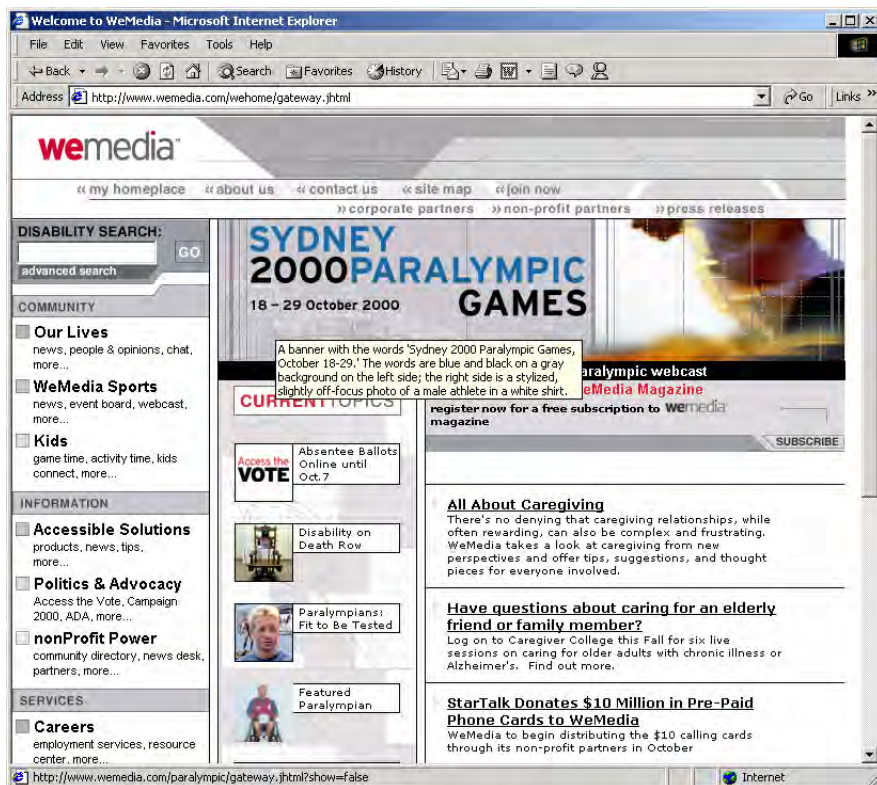 Welcome to WeMedia - Microsoft Internet Explorer
File Edit View Favorites Tools Help
Back Search Favorites History
Address http://www.wemedia.com/wehome/gateway.jhtml Go Links »
wemedia
« my homeplace « about us « contact us « site map « join now
» corporate partners » non-profit partners » press releases
DISABILITY SEARCH:
GO
advanced search
COMMUNITY
Our Lives
news, people & opinions, chat,
more...
WeMedia Sports
news, event board, webcast,
more...
Kids
game time, activity time, kids
connect, more...
INFORMATION
Accessible Solutions
products, news, tips,
more...
Politics & Advocacy
Access the Vote, Campaign
2000, ADA, more...
nonProfit Power
community directory, news desk,
partners, more...
SERVICES
Careers
employment services, resource
center, more...
SYDNEY
2000PARALYMPIC
18 – 29 October 2000 GAMES
A banner with the words 'Sydney 2000 Paralympic Games,
October 18-29.' The words are blue and black on a gray
background on the left side; the right side is a stylized,
slightly off-focus photo of a male athlete in a white shirt.
aralympic webcast
CURRENT TOPICS
Access the
VOTE
Absentee Ballots
Online until
Oct.7
Disability on
Death Row
Paralympians:
Fit to Be Tested
Featured
Paralympian
eMedia Magazine
register now for a free subscription to wemedia
magazine
SUBSCRIBE
All About Caregiving
There's no denying that caregiving relationships, while
often rewarding, can also be complex and frustrating.
WeMedia takes a look at caregiving from new
perspectives and offer tips, suggestions, and thought
pieces for everyone involved.
Have questions about caring for an elderly
friend or family member?
Log on to Caregiver College this Fall for six live
sessions on caring for older adults with chronic illness or
Alzheimer's. Find out more.
StarTalk Donates $10 Million in Pre-Paid
Phone Cards to WeMedia
WeMedia to begin distributing the $10 calling cards
through its non-profit partners in October
http://www.wemedia.com/paralympic/gateway.jhtml?show=false Internet